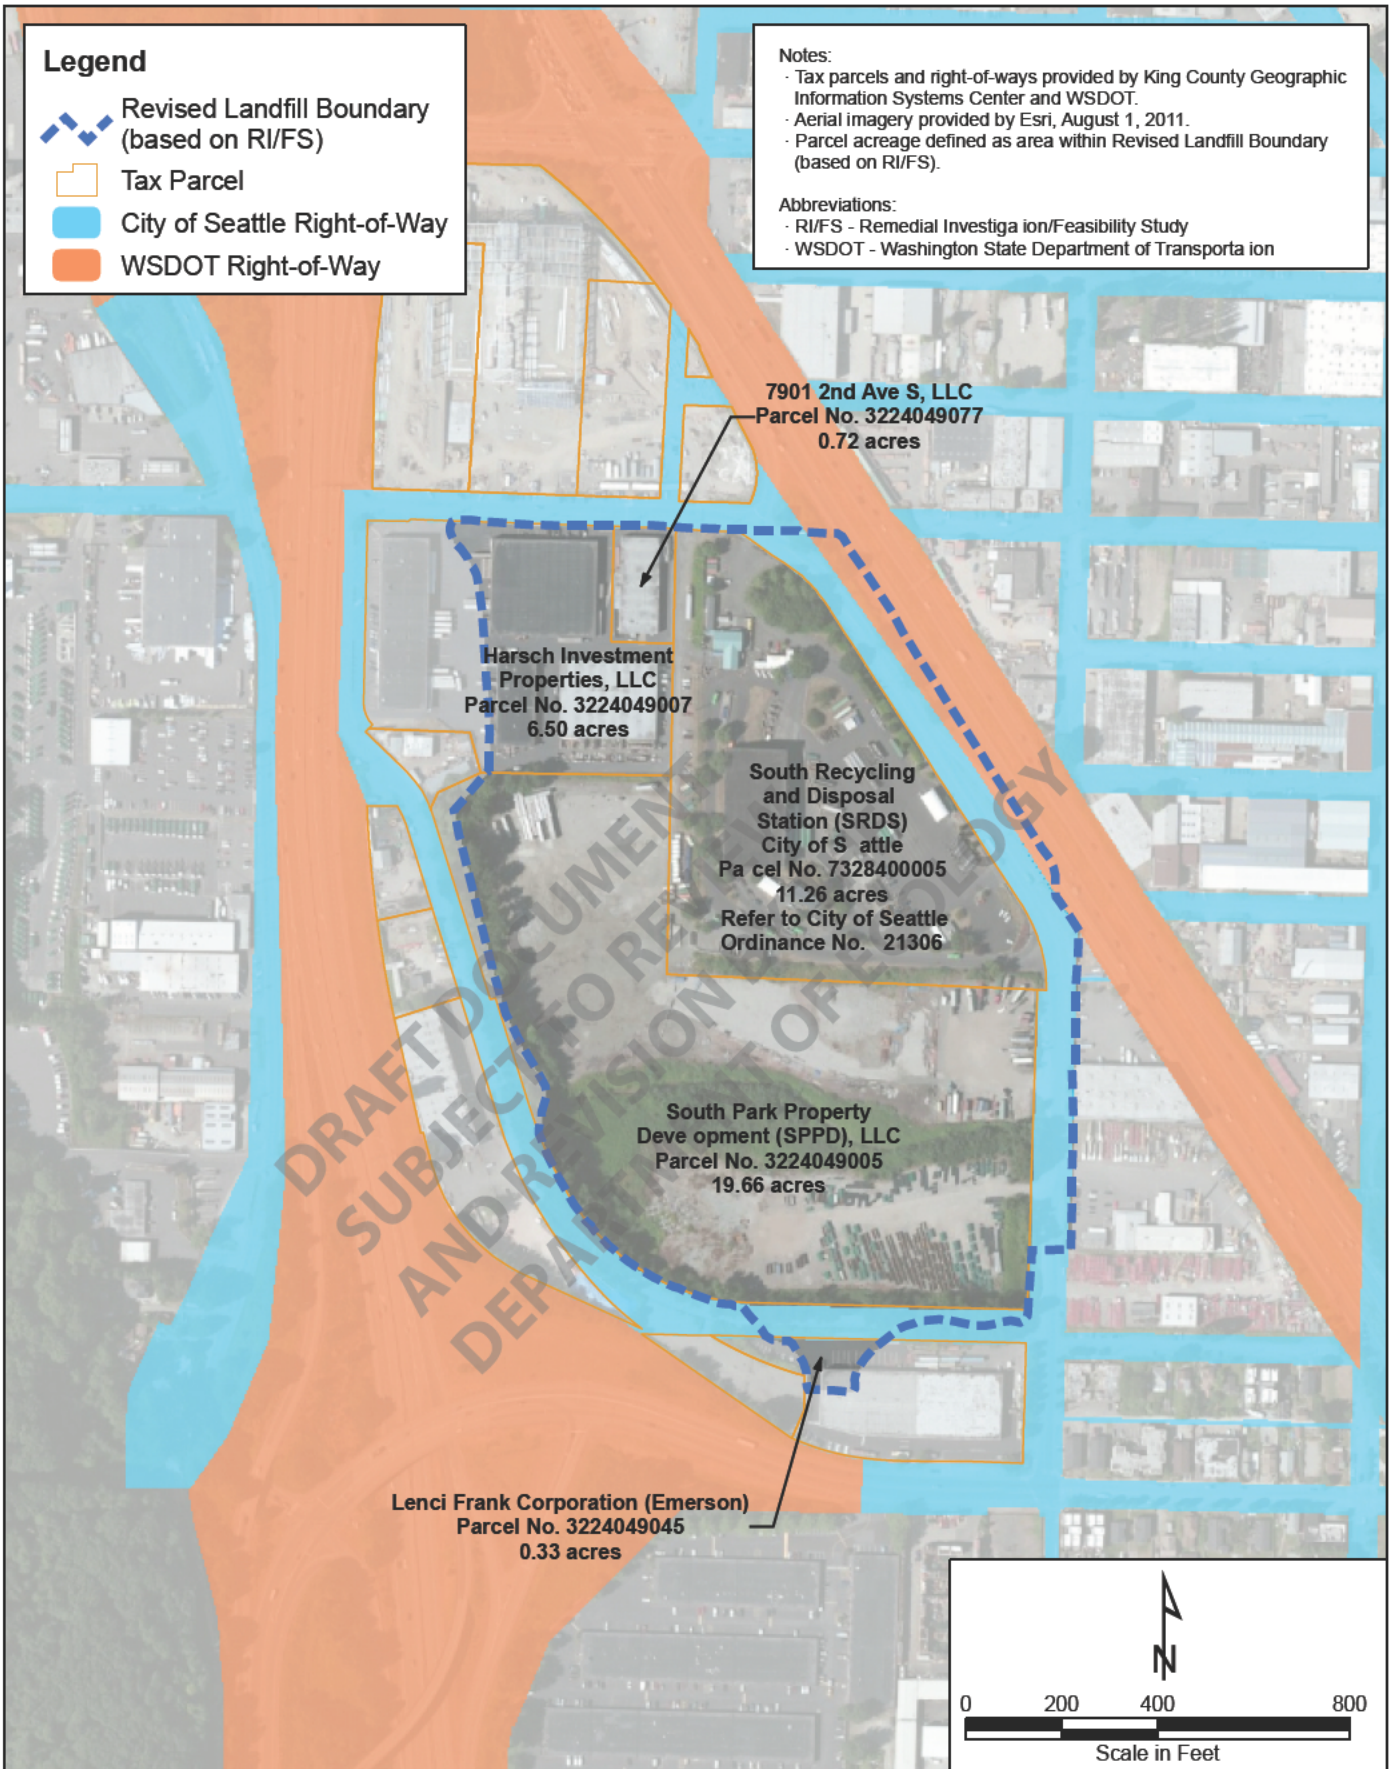 Legend
Revised Landfill Boundary
(based on RI/FS)
Tax Parcel
City of Seattle Right-of-Way
WSDOT Right-of-Way
Notes:
· Tax parcels and right-of-ways provided by King County Geographic
Information Systems Center and WSDOT.
· Aerial imagery provided by Esri, August 1, 2011.
· Parcel acreage defined as area within Revised Landfill Boundary
(based on RI/FS).
Abbreviations:
· RI/FS - Remedial Investiga ion/Feasibility Study
· WSDOT - Washington State Department of Transporta ion
7901 2nd Ave S, LLC
Parcel No. 3224049077
0.72 acres
Harsch Investment
Properties, LLC
Parcel No. 3224049007
6.50 acres
South Recycling
and Disposal
Station (SRDS)
City of S attle
Pa cel No. 7328400005
11.26 acres
Refer to City of Seattle
Ordinance No. 21306
South Park Property
Deve opment (SPPD), LLC
Parcel No. 3224049005
19.66 acres
DRAFT DOCUMENT
SUBJECT TO REVIEW
AND REVISION BY
DEPARTMENT OF ECOLOGY
Lenci Frank Corporation (Emerson)
Parcel No. 3224049045
0.33 acres
N
0 200 400 800
Scale in Feet